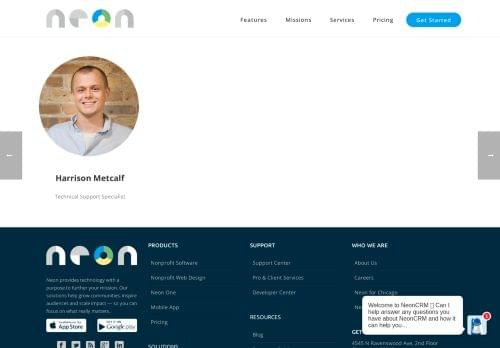 neon
Features
Missions
Services
Pricing
Get Started
←
→
Harrison Metcalf
Technical Support Specialist
neon
Neon provides technology with a
purpose to further your mission. Our
solutions help growing communities inspire
audiences and scale impact — so you
can focus on what really matters.
Available on the
App Store
Google play
PRODUCTS
Nonprofit Software
Nonprofit Web Design
Neon One
Mobile App
Pricing
SOLUTIONS
SUPPORT
Support Center
Pro & Client Services
Developer Center
RESOURCES
Blog
WHO WE ARE
About Us
Careers
Neon for Chicago
GET
4545 N Ravenswood Ave, 2nd Floor
Welcome to NeonCRM Can I
help answer any questions you
have about NeonCRM and how it
can help you...
1